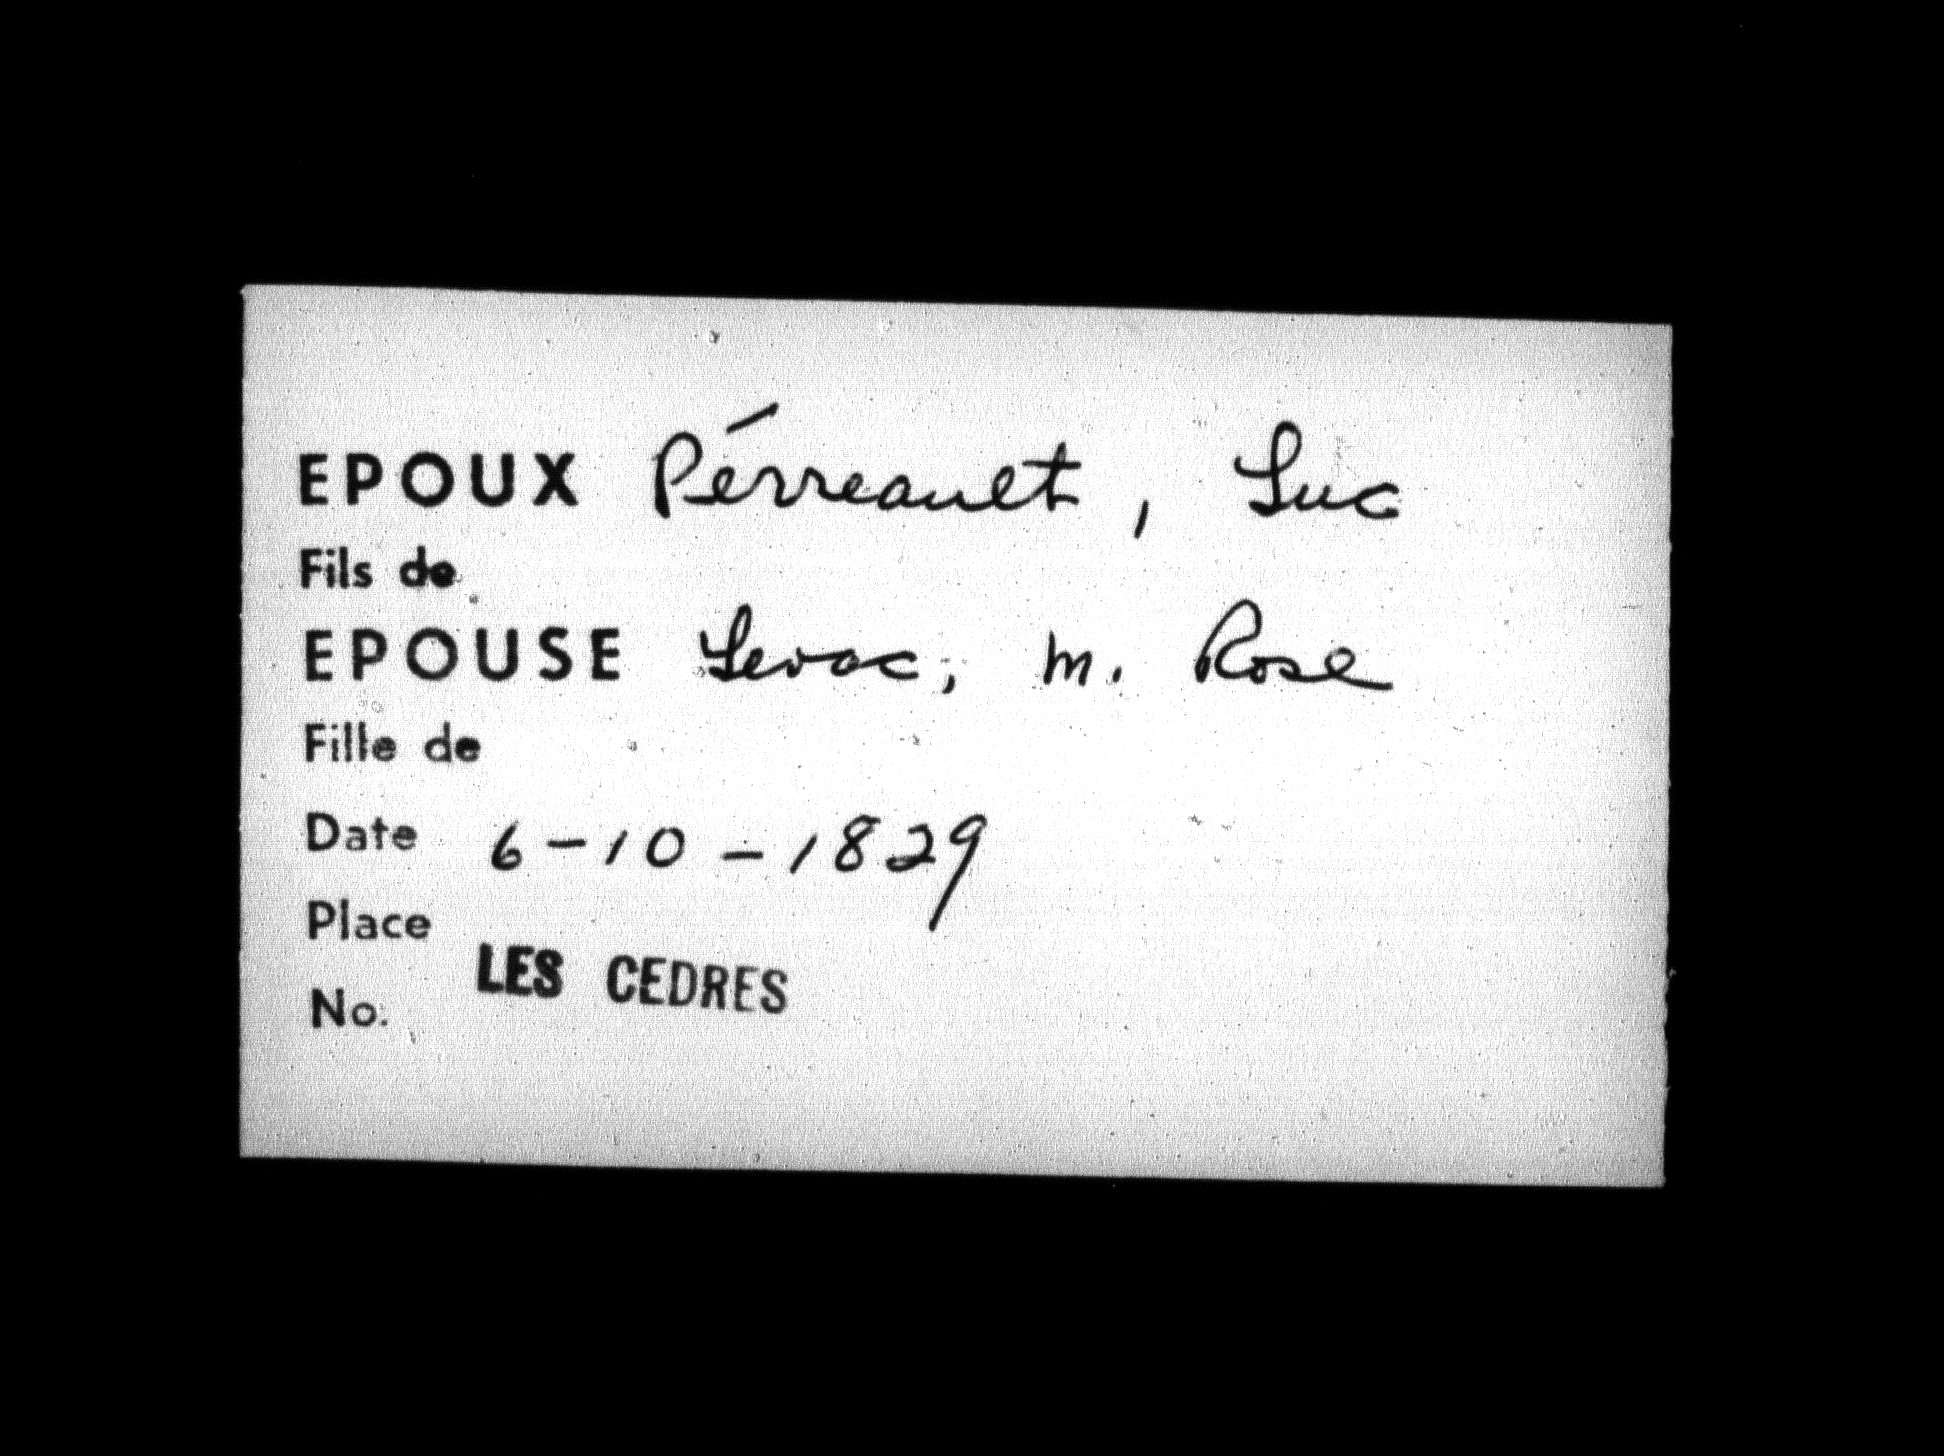 EPOUX Pérreault, Luc
Fils de
EPOUSE Levac, m. Rose
Fille de
Date 6-10-1829
Place
LES CEDRES
No.